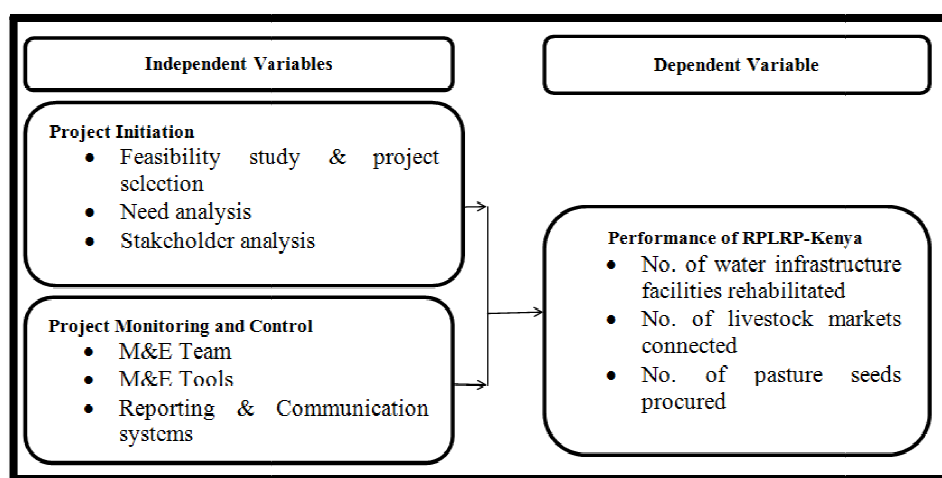 Independent Variables
Dependent Variable
Project Initiation
• Feasibility study & project
selection
• Need analysis
• Stakeholder analysis
Project Monitoring and Control
• M&E Team
• M&E Tools
• Reporting & Communication
systems
Performance of RPLRP-Kenya
• No. of water infrastructure
facilities rehabilitated
• No. of livestock markets
connected
• No. of pasture seeds
procured